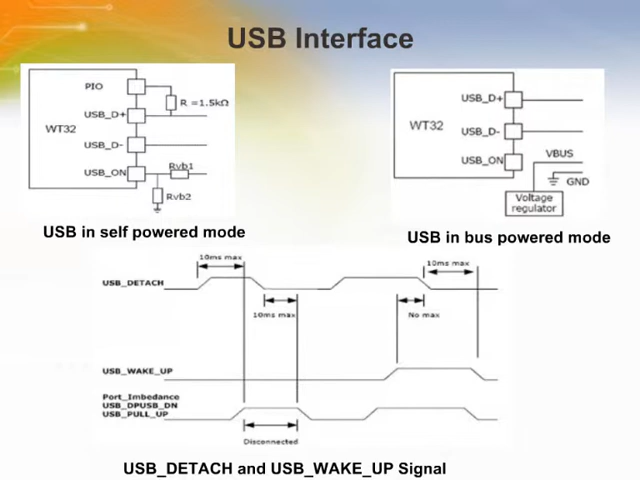 USB Interface
PIO
R =1.5kΩ
USB_D+
WT32
USB_D-
Rvb1
USB_ON
Rvb2
USB in self powered mode
USB_D+
WT32
USB_D-
VBUS
USB_ON
GND
Voltage
regulator
USB in bus powered mode
10ms max
10ms max
USB_DETACH
10ms max
No max
USB_WAKE_UP
Port_Impedance
USB_DPUSB_DN
USB_PULL_UP
Disconnected
USB_DETACH and USB_WAKE_UP Signal